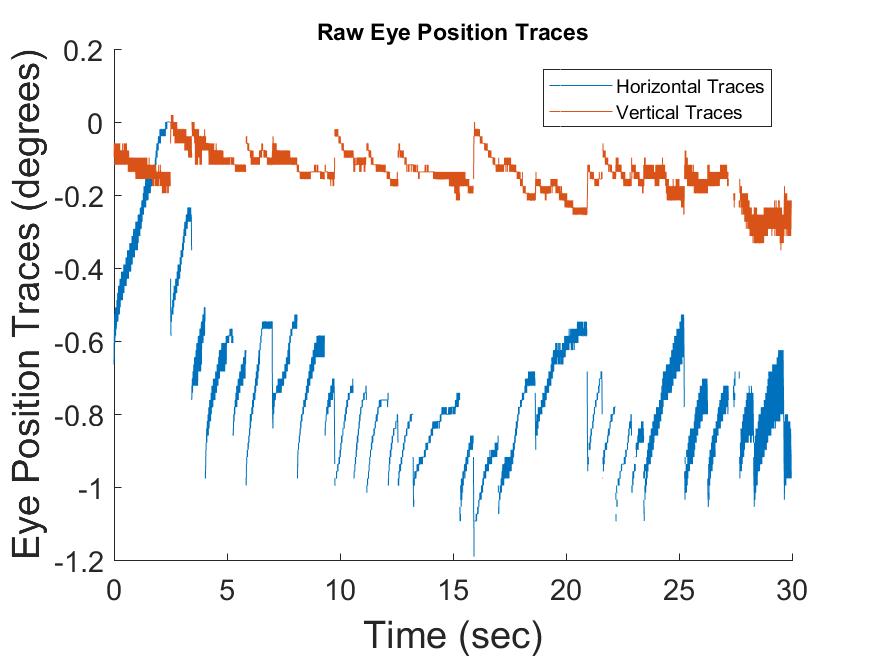 Raw Eye Position Traces
Horizontal Traces
Vertical Traces
Eye Position Traces (degrees)
0.2
0
-0.2
-0.4
-0.6
-0.8
-1
-1.2
0 5 10 15 20 25 30
Time (sec)